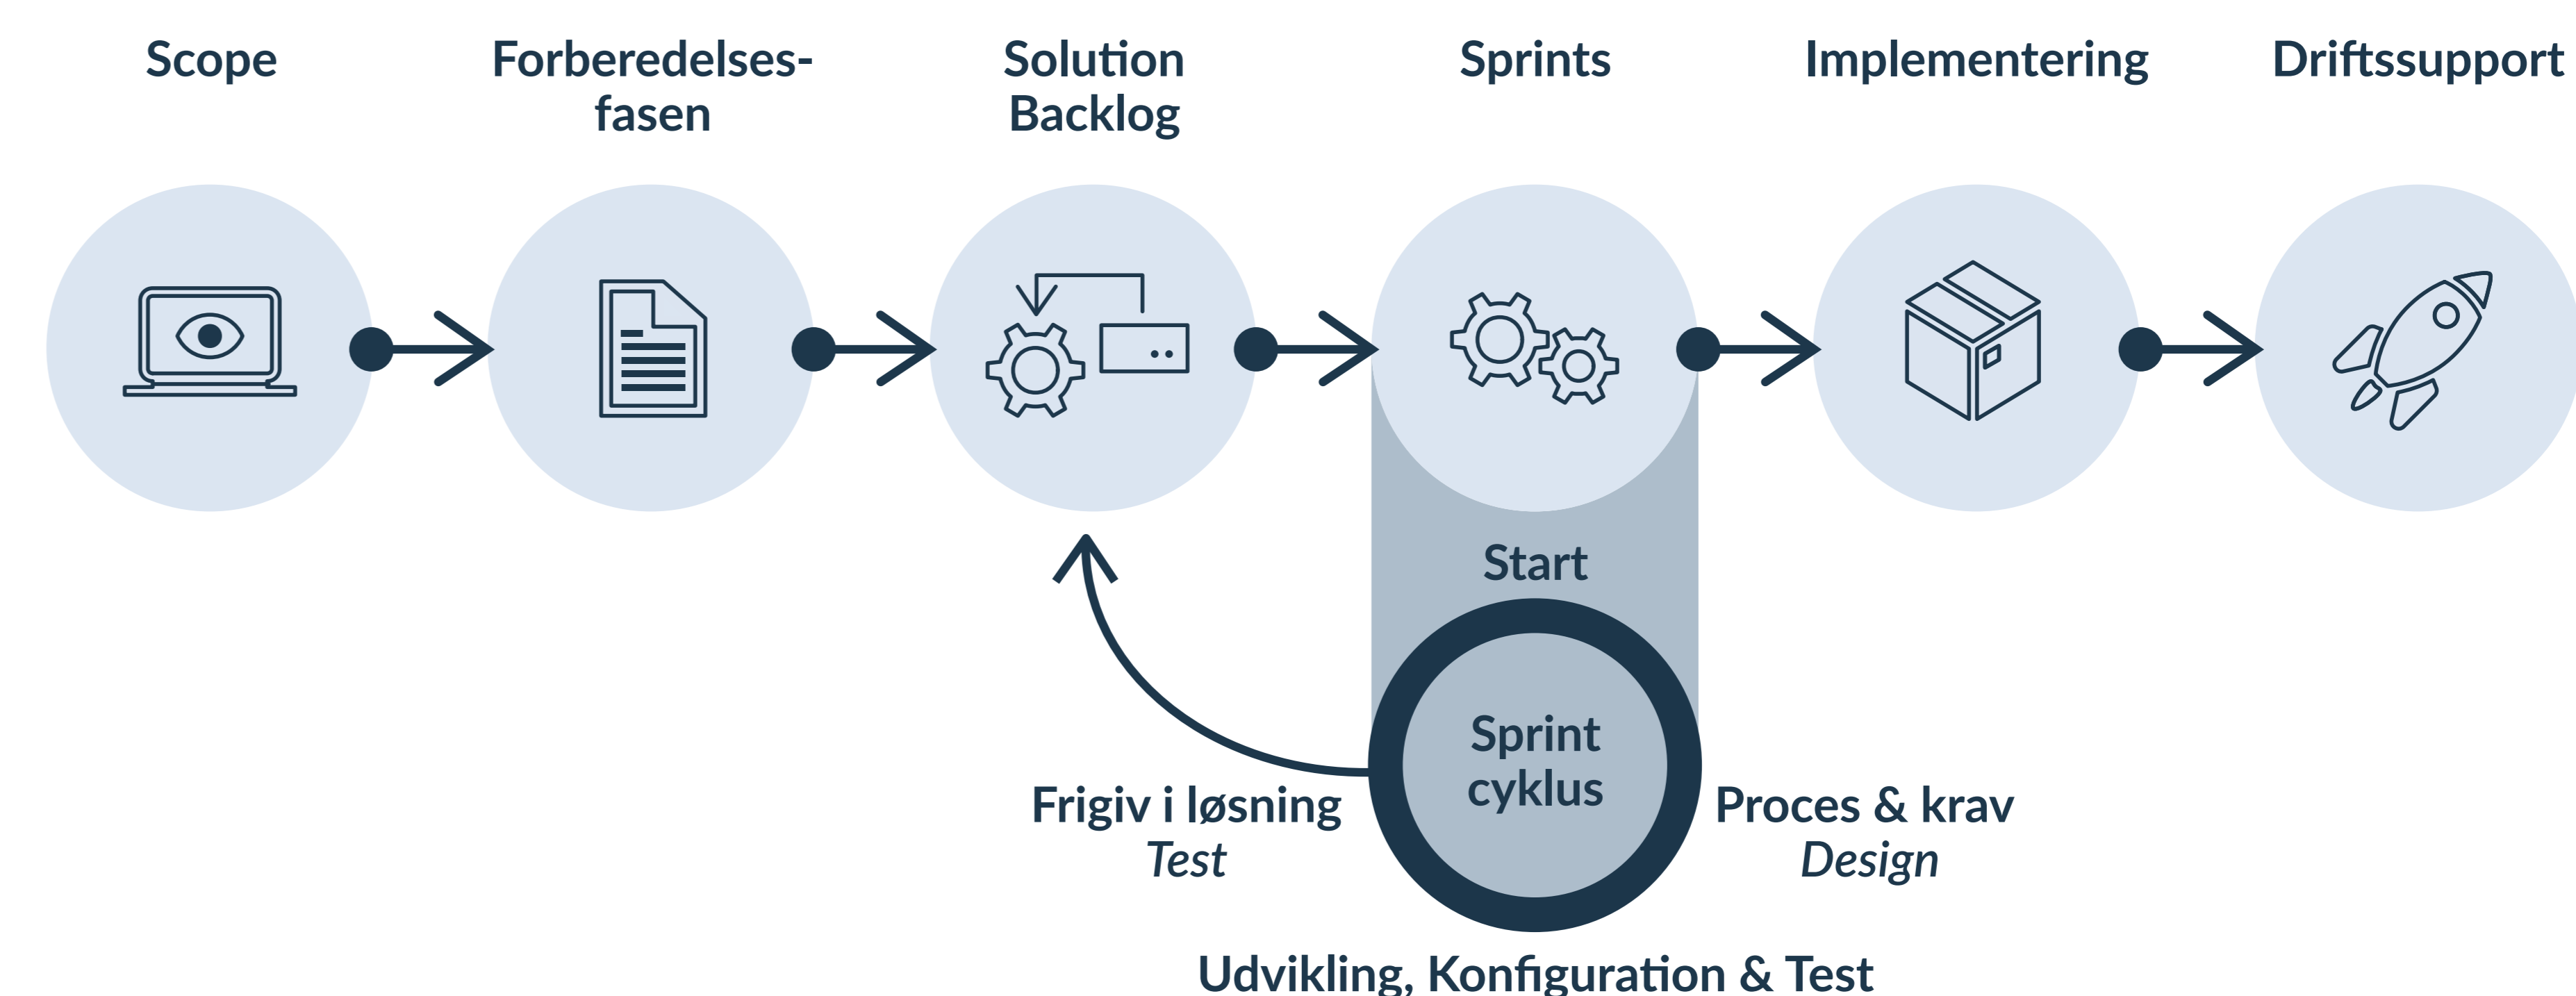 Scope
Forberedelses-
fasen
Solution
Backlog
Sprints
Implementering
Driftssupport
Start
Sprint
cyklus
Frigiv i løsning
Test
Proces & krav
Design
Udvikling, Konfiguration & Test